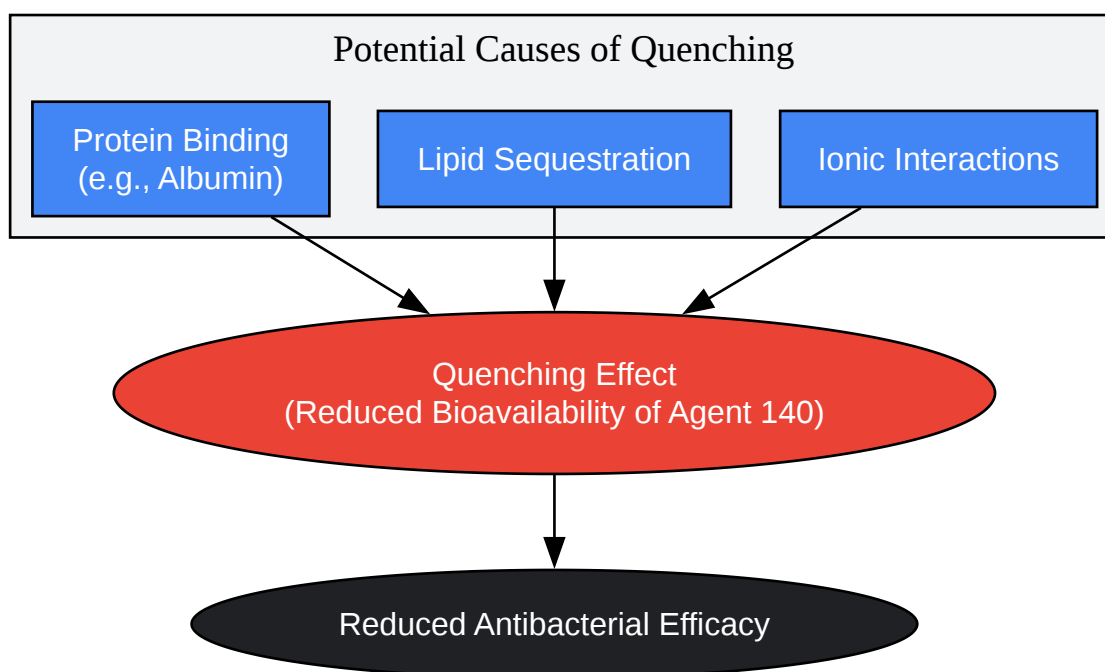 Potential Causes of Quenching
Protein Binding
(e.g., Albumin)
Lipid Sequestration
Ionic Interactions
Quenching Effect
(Reduced Bioavailability of Agent 140)
Reduced Antibacterial Efficacy